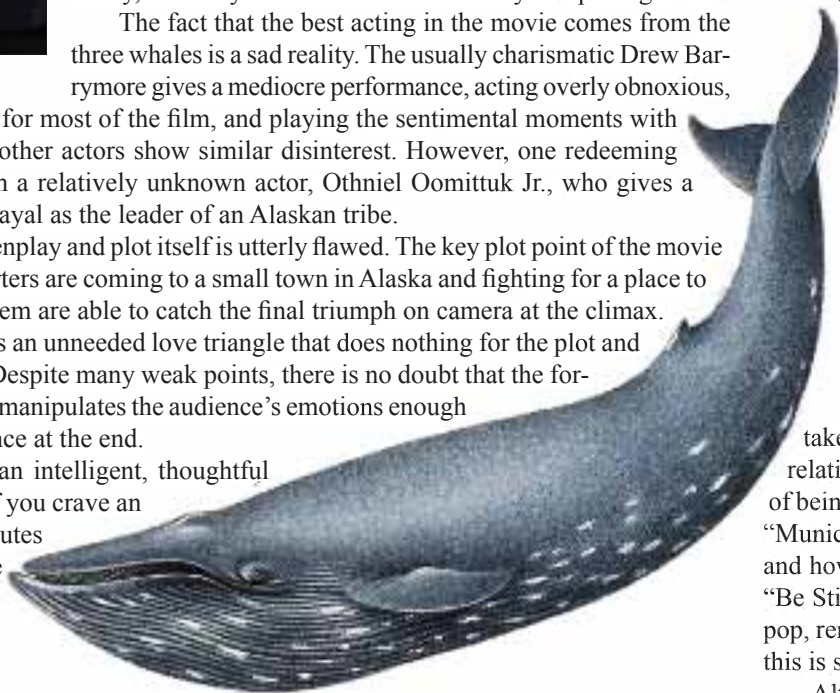 The fact that the best acting in the movie comes from the
three whales is a sad reality. The usually charismatic Drew Bar-
rymore gives a mediocre performance, acting overly obnoxious,
for most of the film, and playing the sentimental moments with
other actors show similar disinterest. However, one redeeming
a relatively unknown actor, Othniel Oomittuk Jr., who gives a
ayal as the leader of an Alaskan tribe.
enplay and plot itself is utterly flawed. The key plot point of the movie
ters are coming to a small town in Alaska and fighting for a place to
em are able to catch the final triumph on camera at the climax.
s an unneeded love triangle that does nothing for the plot and
Despite many weak points, there is no doubt that the for-
manipulates the audience’s emotions enough
nce at the end.
an intelligent, thoughtful
f you crave an
utes
e
take
relati
of bein
“Munic
and how
“Be Sti
pop, rer
this is s